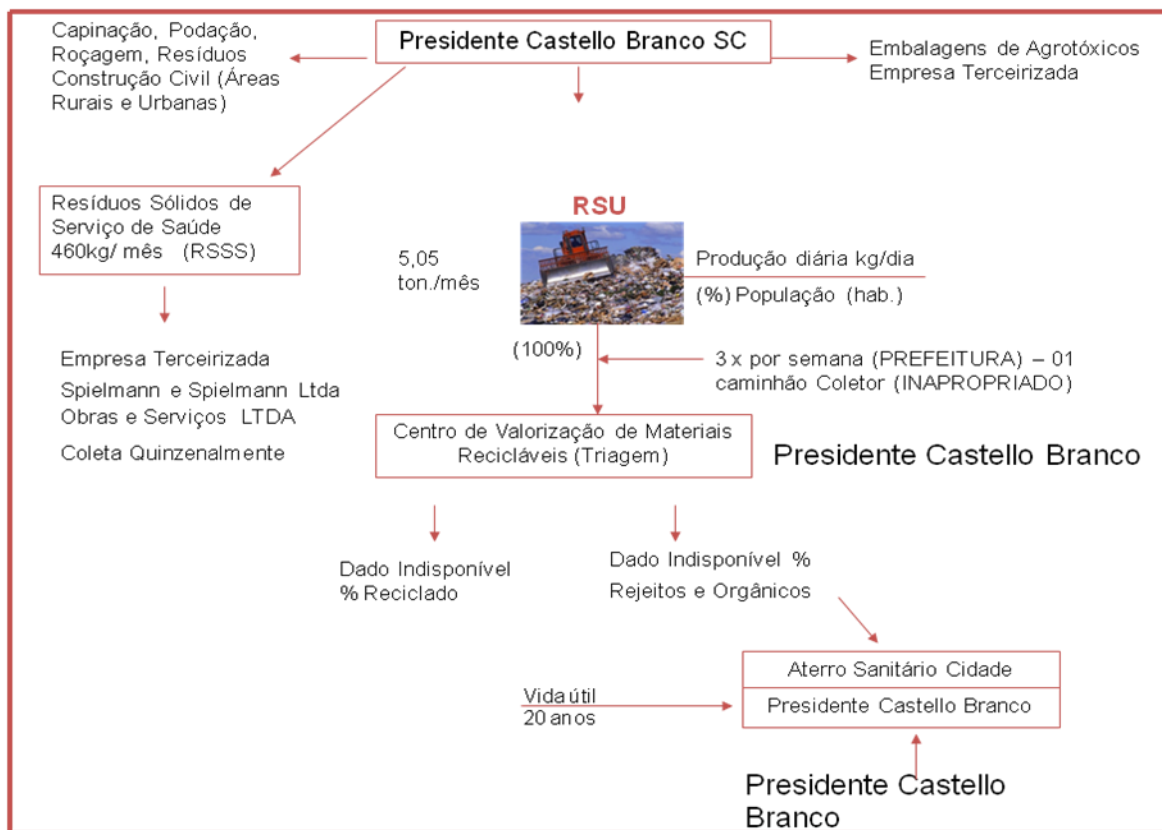 Capinação, Podação,
Roçagem, Resíduos
Construção Civil (Áreas
Rurais e Urbanas)
Presidente Castello Branco SC
Embalagens de Agrotóxicos
Empresa Terceirizada
Resíduos Sólidos de
Serviço de Saúde
460kg/ mês (RSSS)
RSU
5,05
ton./mês
Produção diária kg/dia
(%) População (hab.)
(100%)
3 x por semana (PREFEITURA) – 01
caminhão Coletor (INAPROPRIADO)
Empresa Terceirizada
Spielmann e Spielmann Ltda
Obras e Serviços LTDA
Coleta Quinzenalmente
Centro de Valorização de Materiais
Recicláveis (Triagem)
Presidente Castello Branco
Dado Indisponível
% Reciclado
Dado Indisponível %
Rejeitos e Orgânicos
Aterro Sanitário Cidade
Presidente Castello Branco
Vida útil
20 anos
Presidente Castello
Branco